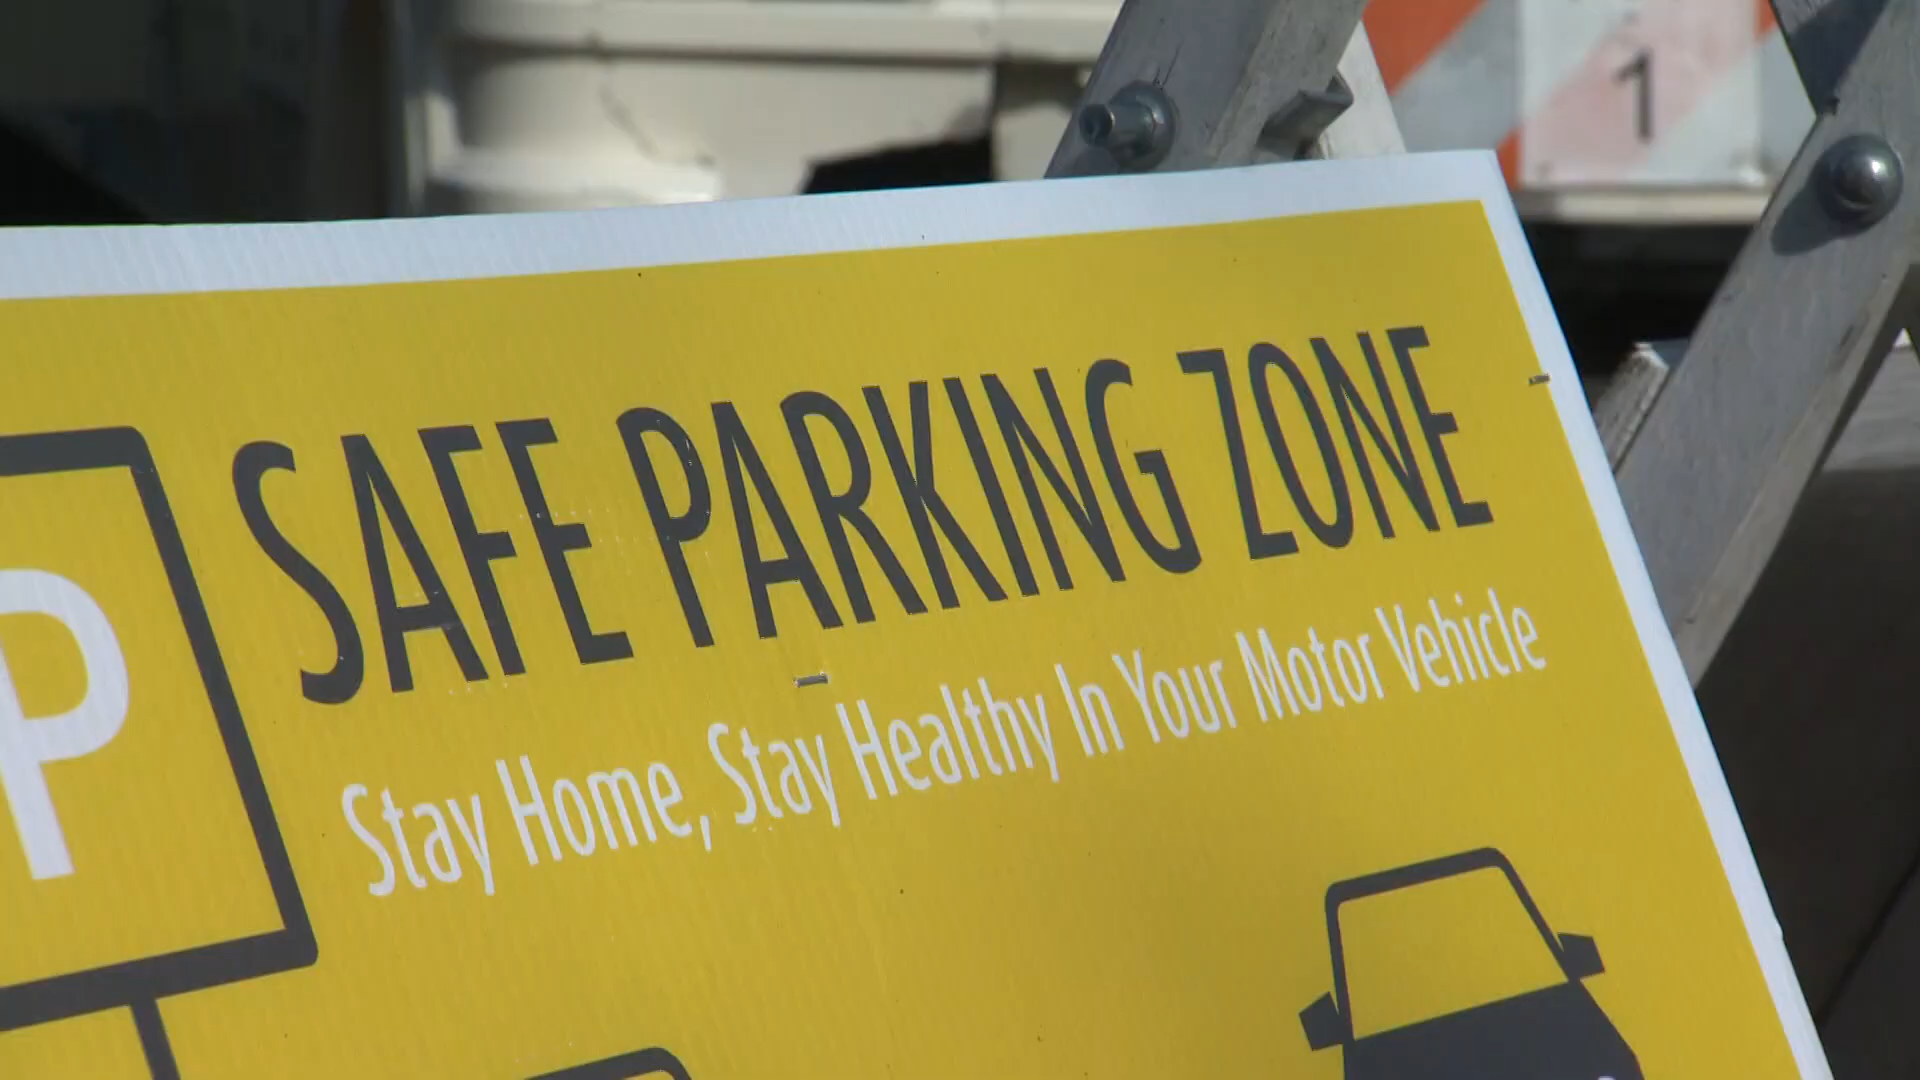 1
SAFE PARKING ZONE
Stay Home, Stay Healthy In Your Motor Vehicle
P